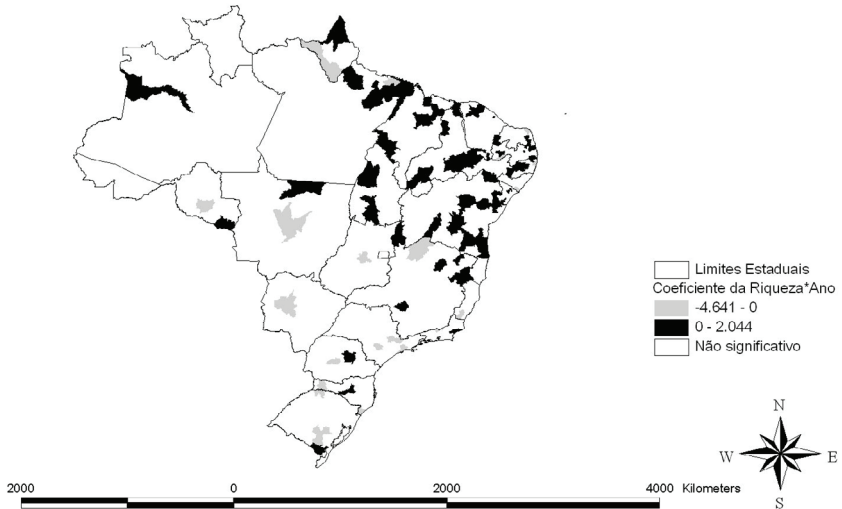 Limites Estaduais
Coeficiente da Riqueza*Ano
-4.641 - 0
0 - 2.044
Não significativo
N
W E
S
2000 0 2000 4000 Kilometers